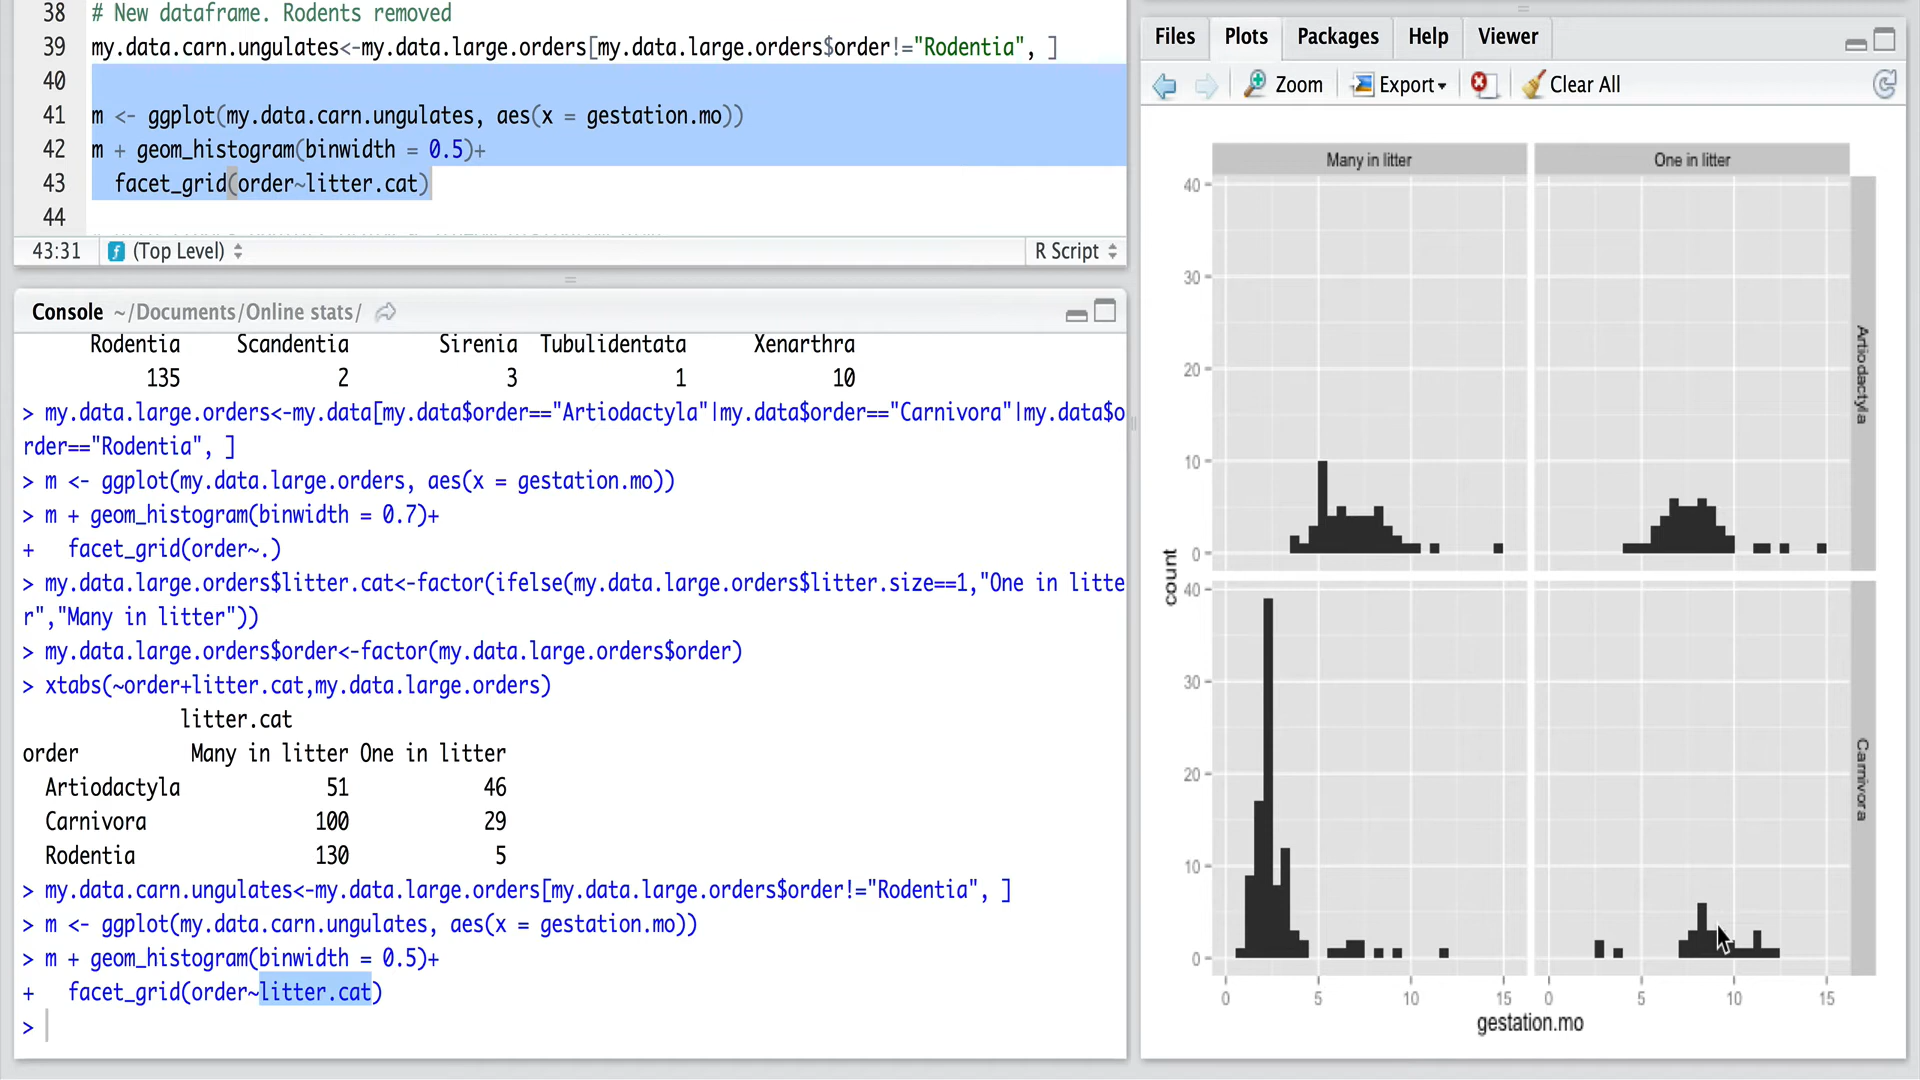 38 # New dataframe. Rodents removed
39 my.data.carn.ungulates<-my.data.large.orders[my.data.large.orders$order!="Rodentia", ]
40
41 m <- ggplot(my.data.carn.ungulates, aes(x = gestation.mo))
42 m + geom_histogram(binwidth = 0.5)+
43 facet_grid(order~litter.cat)
44
43:31 (Top Level) R Script
Console ~/Documents/Online stats/
Rodentia Scandentia Sirenia Tubulidentata Xenarthra
135 2 3 1 10
> my.data.large.orders<-my.data[my.data$order=="Artiodactyla"|my.data$order=="Carnivora"|my.data$o
rder=="Rodentia", ]
> m <- ggplot(my.data.large.orders, aes(x = gestation.mo))
> m + geom_histogram(binwidth = 0.7)+
+ facet_grid(order~.)
> my.data.large.orders$litter.cat<-factor(ifelse(my.data.large.orders$litter.size==1,"One in litte
r","Many in litter"))
> my.data.large.orders$order<-factor(my.data.large.orders$order)
> xtabs(~order+litter.cat,my.data.large.orders)
litter.cat
order Many in litter One in litter
Artiodactyla 51 46
Carnivora 100 29
Rodentia 130 5
> my.data.carn.ungulates<-my.data.large.orders[my.data.large.orders$order!="Rodentia", ]
> m <- ggplot(my.data.carn.ungulates, aes(x = gestation.mo))
> m + geom_histogram(binwidth = 0.5)+
+ facet_grid(order~litter.cat)
>
Files Plots Packages Help Viewer
Zoom Export Clear All
Many in litter One in litter
40
30
20
10
0
Artiodactyla
count
40
30
20
10
0
Carnivora
0 5 10 15 0 5 10 15
gestation.mo